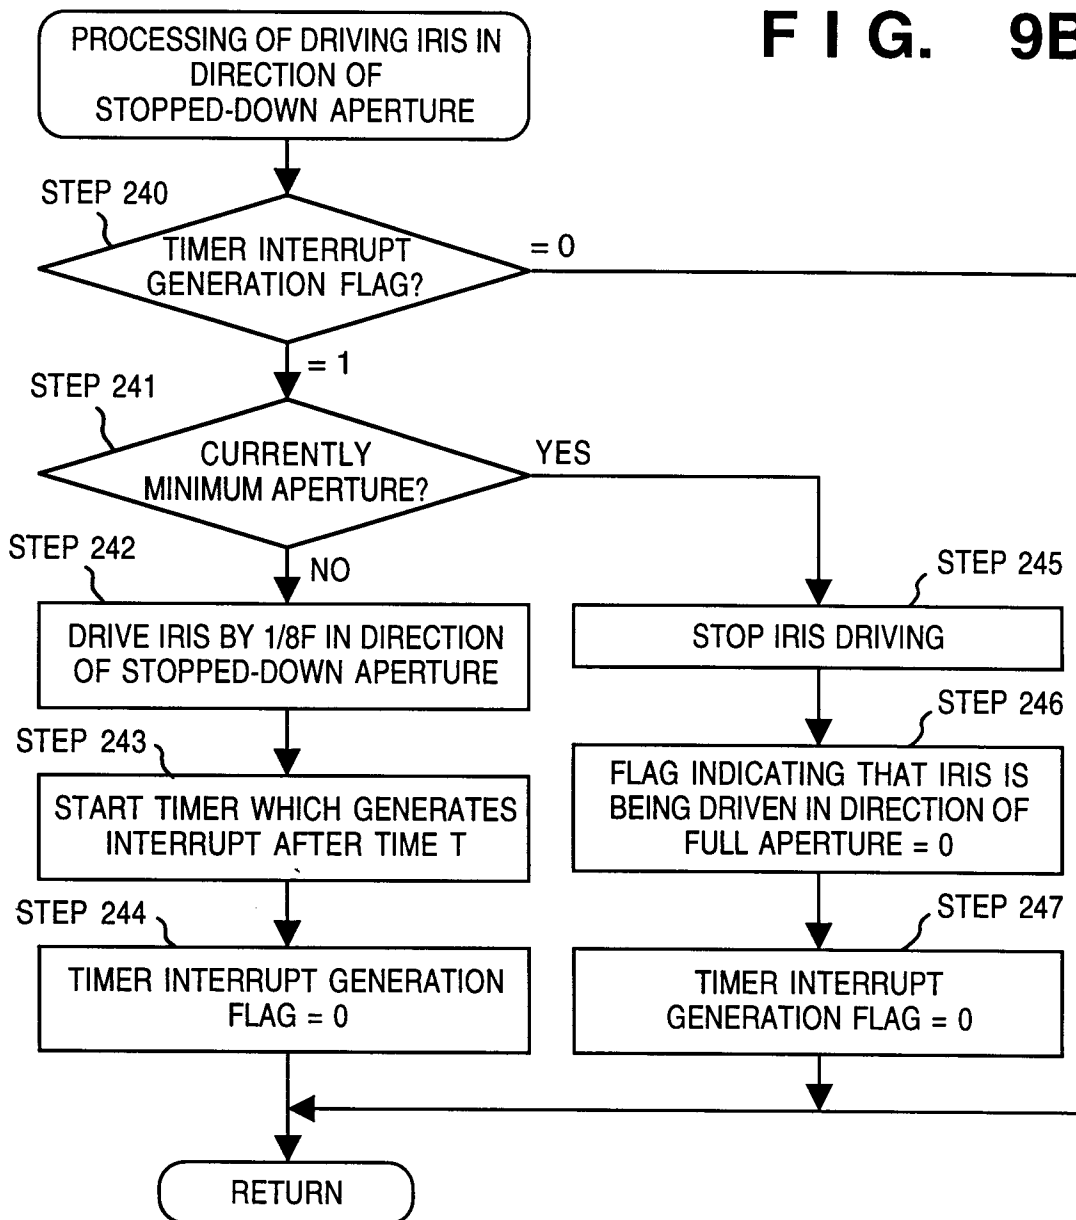 FIG. 9B
PROCESSING OF DRIVING IRIS IN
DIRECTION OF
STOPPED-DOWN APERTURE
STEP 240
TIMER INTERRUPT
GENERATION FLAG?
= 0
= 1
STEP 241
CURRENTLY
MINIMUM APERTURE?
YES
NO
STEP 242
DRIVE IRIS BY 1/8F IN DIRECTION
OF STOPPED-DOWN APERTURE
STEP 243
START TIMER WHICH GENERATES
INTERRUPT AFTER TIME T
STEP 244
TIMER INTERRUPT GENERATION
FLAG = 0
STEP 245
STOP IRIS DRIVING
STEP 246
FLAG INDICATING THAT IRIS IS
BEING DRIVEN IN DIRECTION OF
FULL APERTURE = 0
STEP 247
TIMER INTERRUPT
GENERATION FLAG = 0
RETURN